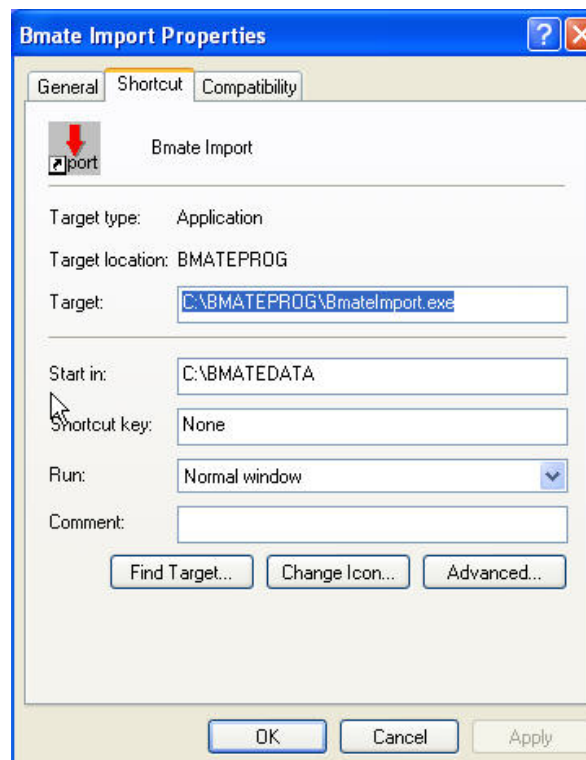 Bmate Import Properties
General Shortcut Compatibility
port Bmate Import
Target type: Application
Target location: BMATEPROG
Target: C:\BMATEPROG\BmateImport.exe
Start in: C:\BMATEDATA
Shortcut key: None
Run: Normal window
Comment:
Find Target... Change Icon... Advanced...
OK Cancel Apply